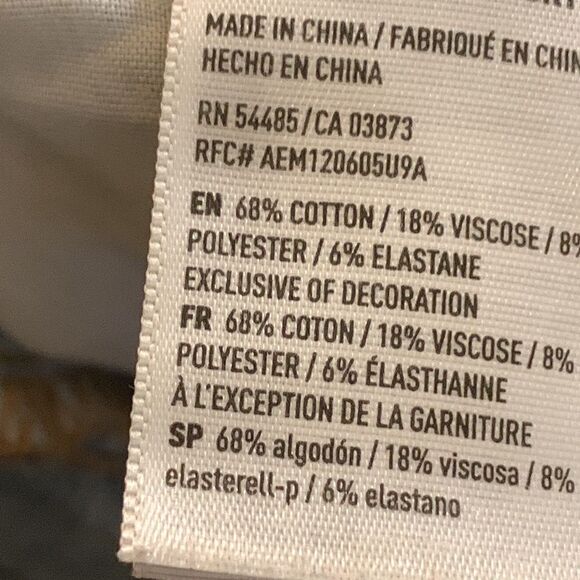 MADE IN CHINA / FABRIQUÉ EN CHIN
HECHO EN CHINA
RN 54485/CA 03873
RFC# AEM120605U9A
EN 68% COTTON / 18% VISCOSE / 8%
POLYESTER / 6% ELASTANE
EXCLUSIVE OF DECORATION
FR 68% COTON / 18% VISCOSE / 8%
POLYESTER / 6% ÉLASTHANNE
À L'EXCEPTION DE LA GARNITURE
SP 68% algodón / 18% viscosa / 8%
elasterell-p / 6% elastano